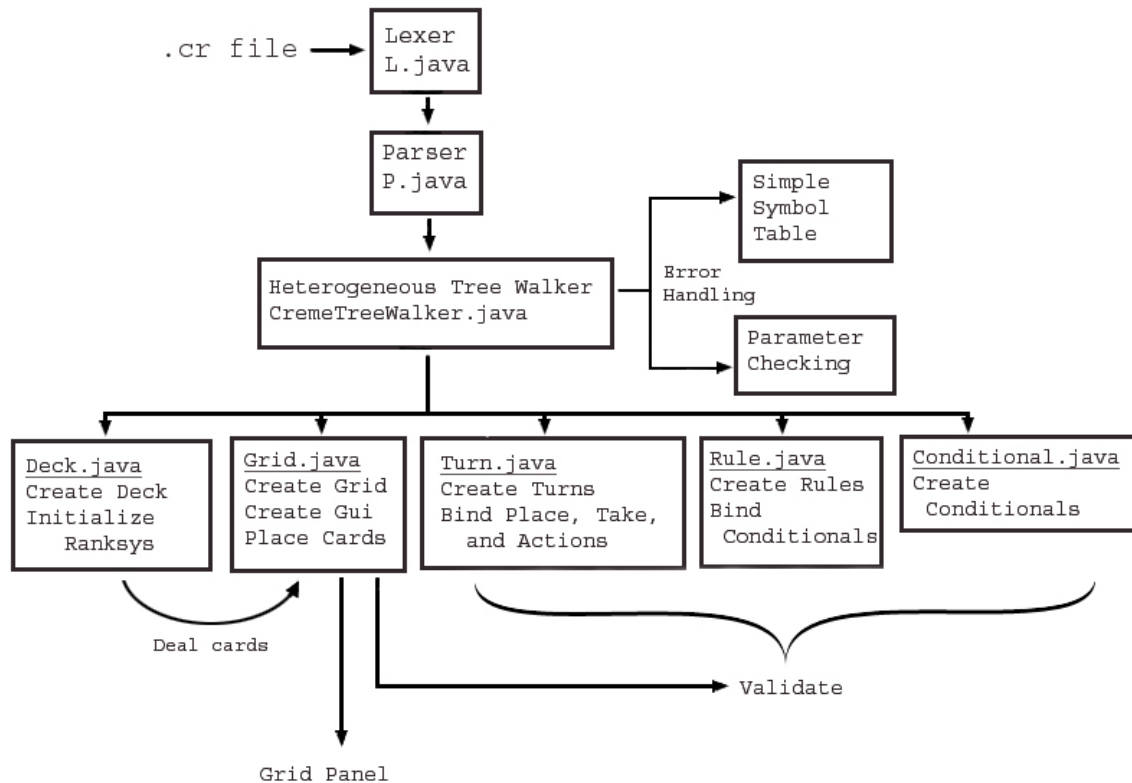 .cr file
Lexer
L.java
Parser
P.java
Simple
Symbol
Table
Heterogeneous Tree Walker
CremeTreeWalker.java
Error
Handling
Parameter
Checking
Deck.java
Create Deck
Initialize
Ranksys
Grid.java
Create Grid
Create Gui
Place Cards
Turn.java
Create Turns
Bind Place, Take,
and Actions
Rule.java
Create Rules
Bind
Conditionals
Conditional.java
Create
Conditionals
Deal cards
Validate
Grid Panel